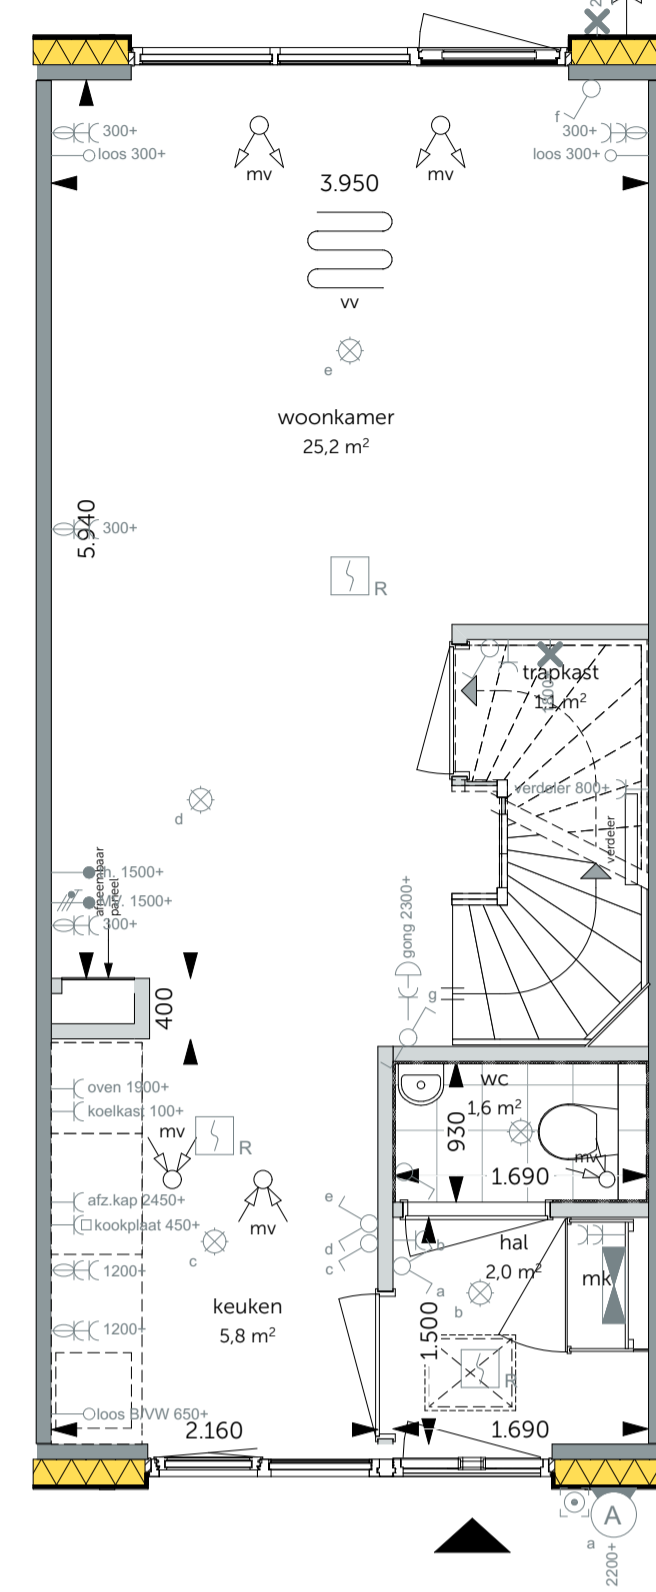 f
300+
300+
loos 300+
loos 300+
mv
mv
3.950
vv
e
woonkamer
25,2 m²
5.940
300+
R
trapkast
1,1 m²
verdeler 800+
verdeler
d
1500+
afneembaar
paneel
1500+
300+
gong 2300+
g
400
oven 1900+
koelkast 100+
wc
1,6 m²
930
mv
R
mv
1.690
afz.kap 2450+
mv
kookplaat 450+
e
d
c
c
b
hal
2,0 m²
1200+
a
mk
keuken
5,8 m²
b
1.500
1200+
R
loos B/VW 650+
2.160
1.690
A
a
2200+